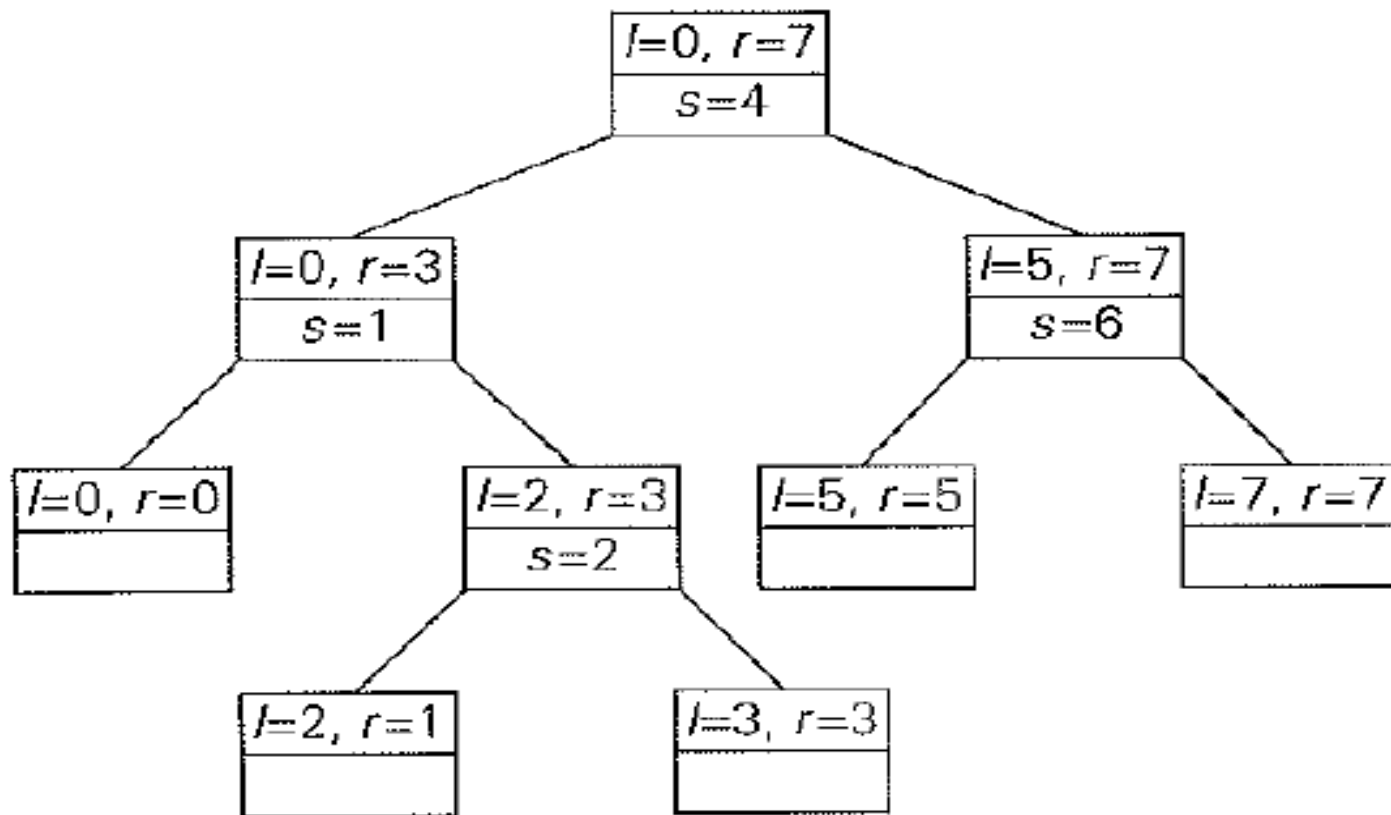 l=0, r=7
s=4
l=0, r=3
s=1
l=5, r=7
s=6
l=0, r=0
l=2, r=3
s=2
l=5, r=5
l=7, r=7
l=2, r=1
l=3, r=3